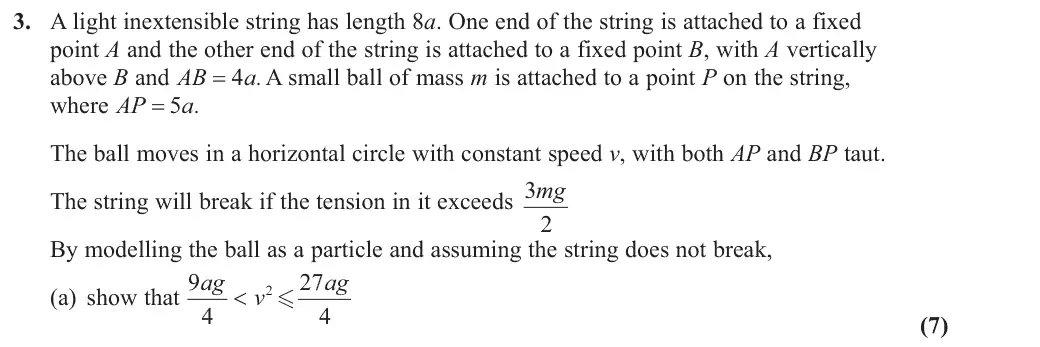 3. A light inextensible string has length 8a. One end of the string is attached to a fixed
point A and the other end of the string is attached to a fixed point B, with A vertically
above B and AB = 4a. A small ball of mass m is attached to a point P on the string,
where AP = 5a.
The ball moves in a horizontal circle with constant speed v, with both AP and BP taut.
The string will break if the tension in it exceeds 3mg/2
By modelling the ball as a particle and assuming the string does not break,
(a) show that 9ag/4 < v² ⩽ 27ag/4
(7)